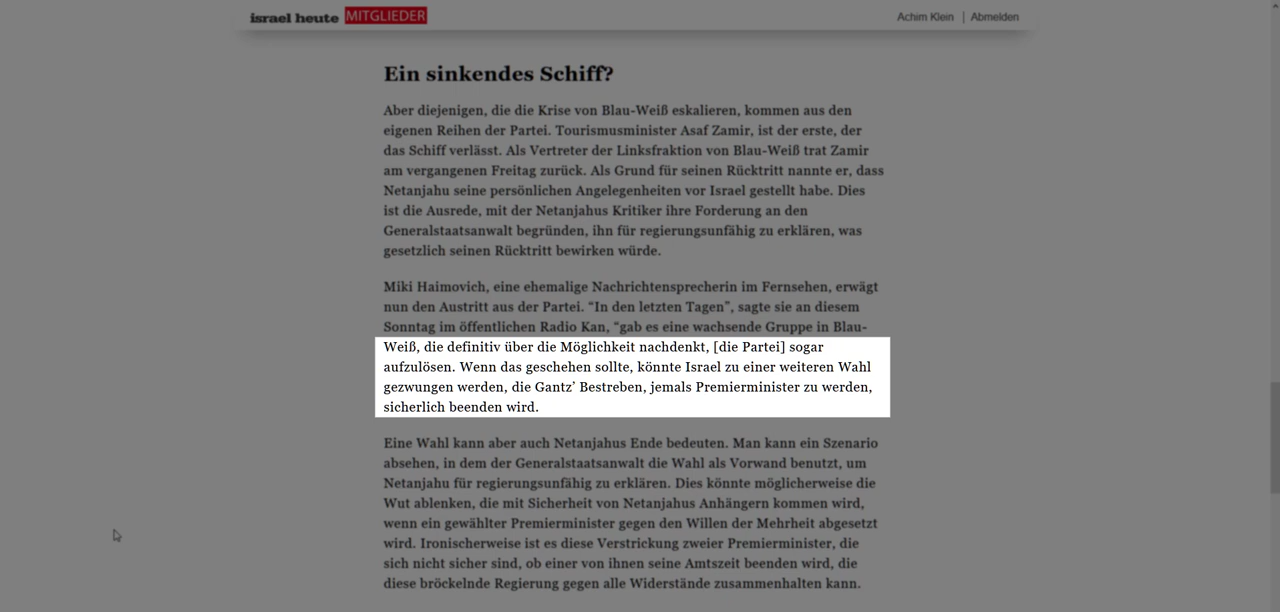 israel heute MITGLIEDER
Achim Klein | Abmelden
Ein sinkendes Schiff?
Aber diejenigen, die die Krise von Blau-Weiß eskalieren, kommen aus den
eigenen Reihen der Partei. Tourismusminister Asaf Zamir, ist der erste, der
das Schiff verlässt. Als Vertreter der Linksfraktion von Blau-Weiß trat Zamir
am vergangenen Freitag zurück. Als Grund für seinen Rücktritt nannte er, dass
Netanjahu seine persönlichen Angelegenheiten vor Israel gestellt habe. Dies
ist die Ausrede, mit der Netanjahus Kritiker ihre Forderung an den
Generalstaatsanwalt begründen, ihn für regierungsunfähig zu erklären, was
gesetzlich seinen Rücktritt bewirken würde.
Miki Haimovich, eine ehemalige Nachrichtensprecherin im Fernsehen, erwägt
nun den Austritt aus der Partei. “In den letzten Tagen”, sagte sie an diesem
Sonntag im öffentlichen Radio Kan, “gab es eine wachsende Gruppe in Blau-
Weiß, die definitiv über die Möglichkeit nachdenkt, [die Partei] sogar
aufzulösen. Wenn das geschehen sollte, könnte Israel zu einer weiteren Wahl
gezwungen werden, die Gantz’ Bestreben, jemals Premierminister zu werden,
sicherlich beenden wird.
Eine Wahl kann aber auch Netanjahus Ende bedeuten. Man kann ein Szenario
absehen, in dem der Generalstaatsanwalt die Wahl als Vorwand benutzt, um
Netanjahu für regierungsunfähig zu erklären. Dies könnte möglicherweise die
Wut ablenken, die mit Sicherheit von Netanjahus Anhängern kommen wird,
wenn ein gewählter Premierminister gegen den Willen der Mehrheit abgesetzt
wird. Ironischerweise ist es diese Verstrickung zweier Premierminister, die
sich nicht sicher sind, ob einer von ihnen seine Amtszeit beenden wird, die
diese bröckelnde Regierung gegen alle Widerstände zusammenhalten kann.